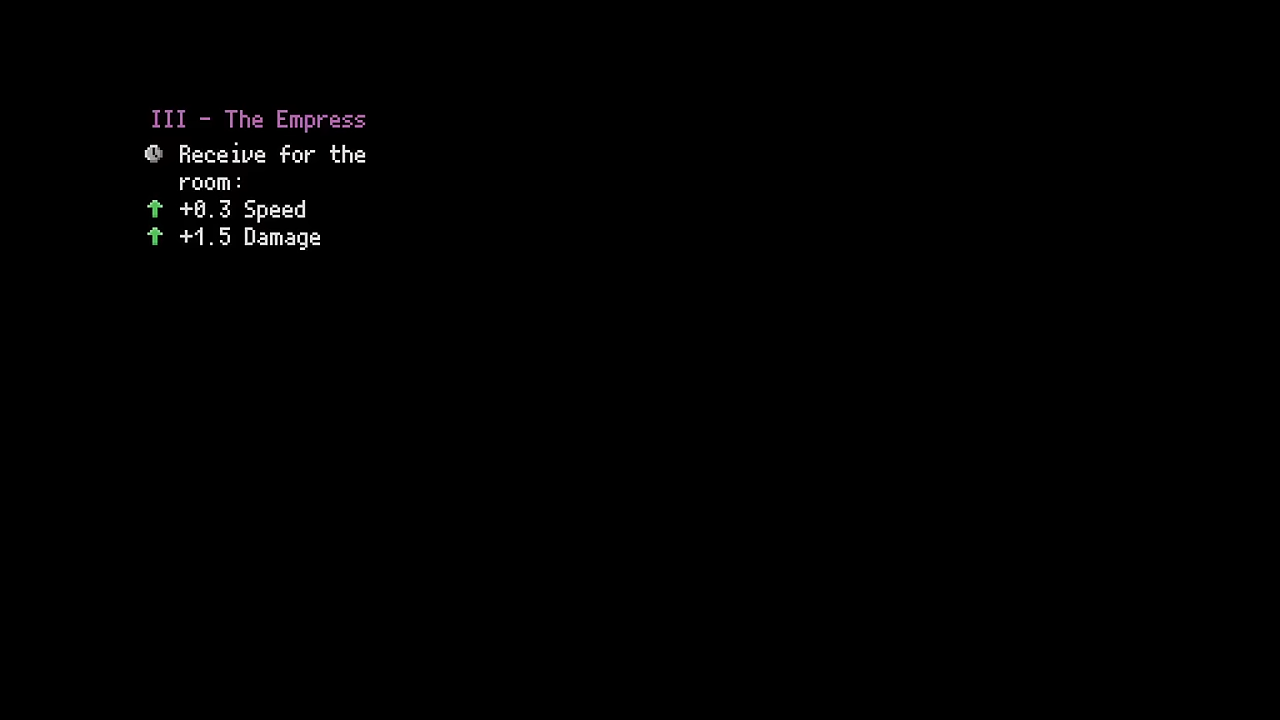 III - The Empress
Receive for the
room:
+0.3 Speed
+1.5 Damage